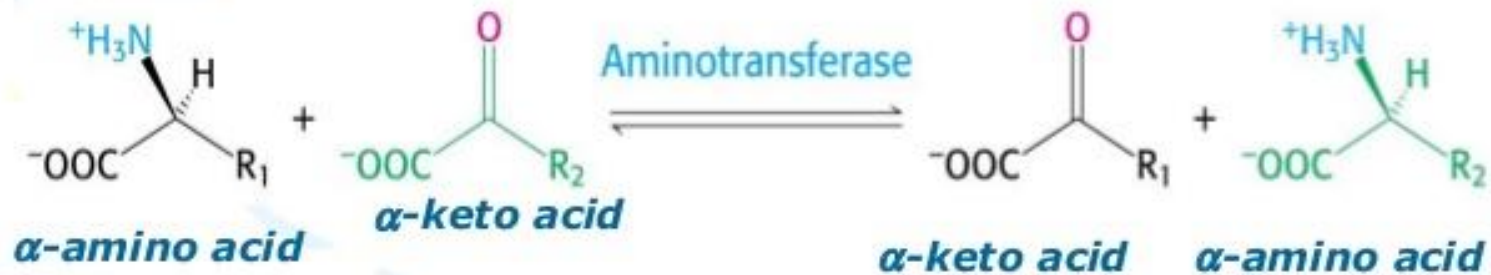 ⁺H₃N
H
⁻OOC
R₁
α-amino acid
+
O
⁻OOC
R₂
α-keto acid
Aminotransferase
O
⁻OOC
R₁
α-keto acid
+
⁺H₃N
H
⁻OOC
R₂
α-amino acid